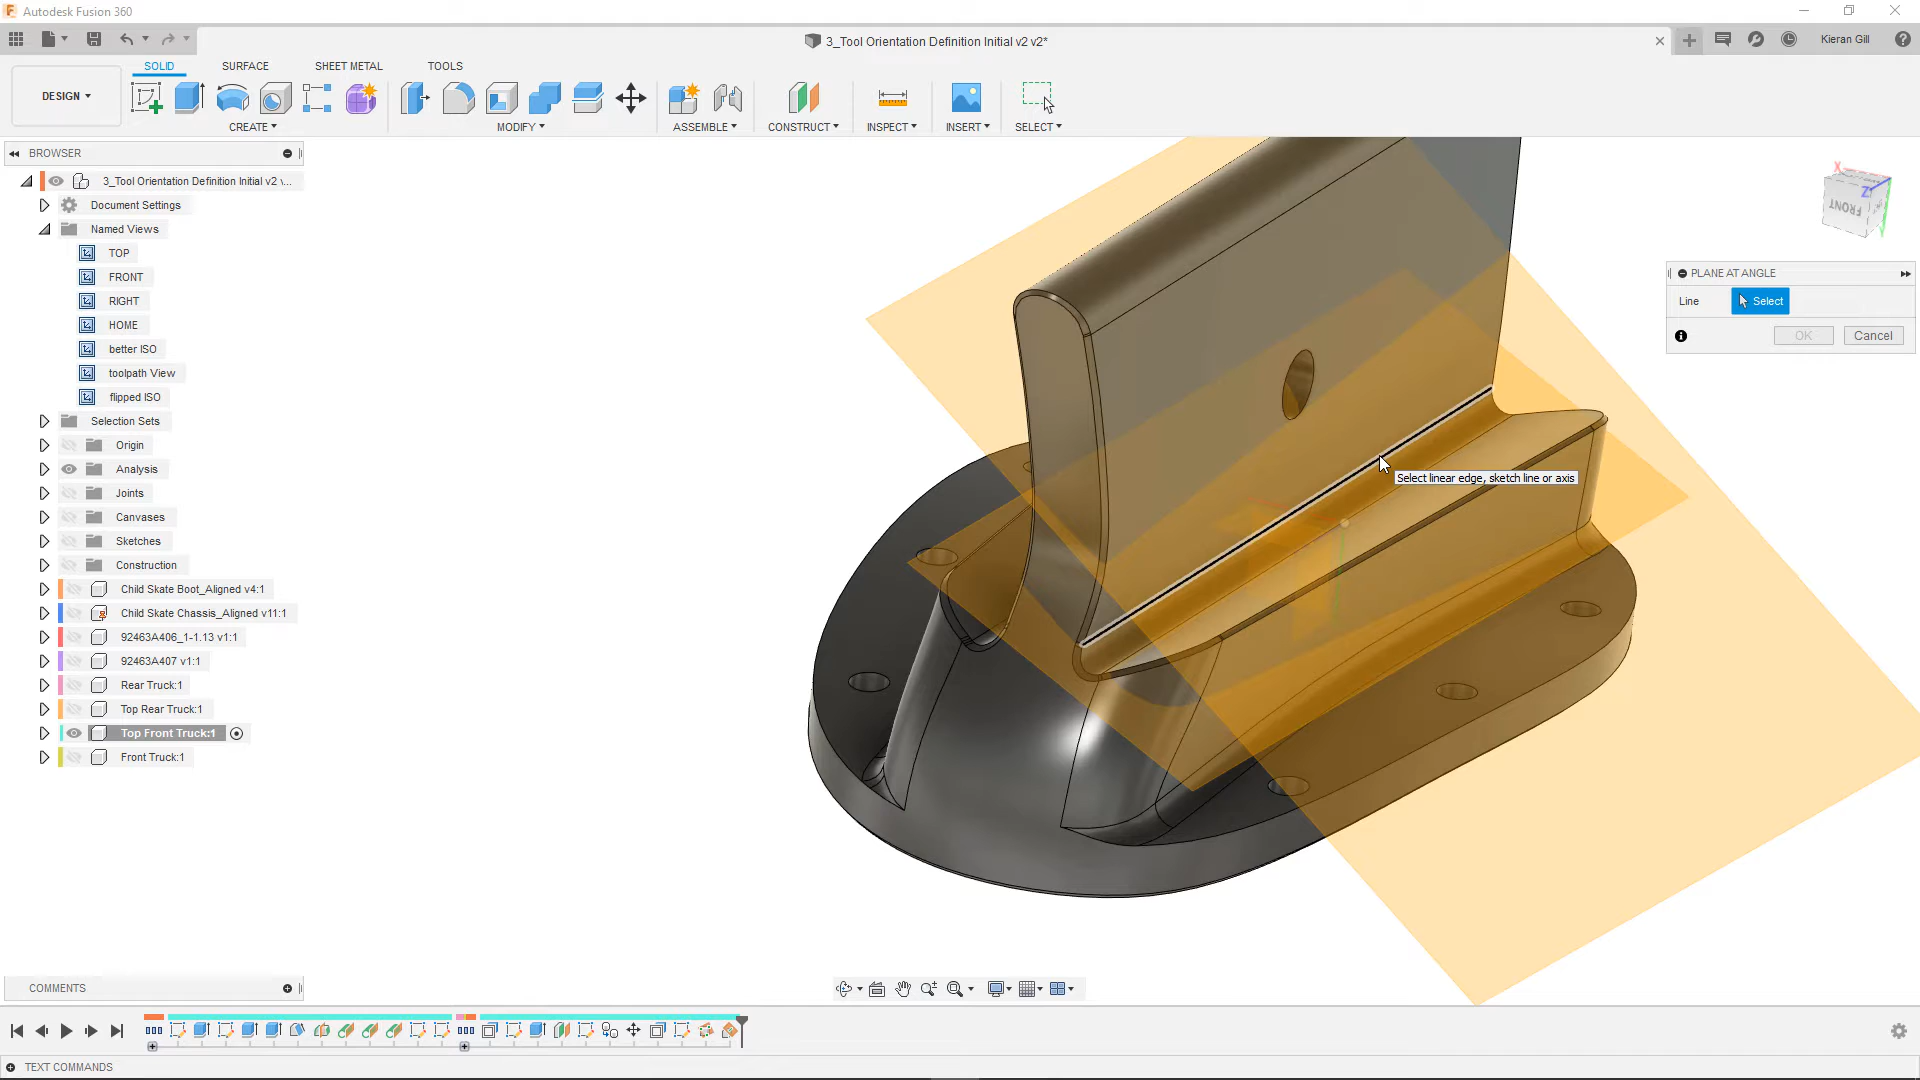 Autodesk Fusion 360
3_Tool Orientation Definition Initial v2 v2*
Kieran Gill
DESIGN
SOLID
SURFACE
SHEET METAL
TOOLS
CREATE
MODIFY
ASSEMBLE
CONSTRUCT
INSPECT
INSERT
SELECT
BROWSER
3_Tool Orientation Definition Initial v2 v...
Document Settings
Named Views
TOP
FRONT
RIGHT
HOME
better ISO
toolpath View
flipped ISO
Selection Sets
Origin
Analysis
Joints
Canvases
Sketches
Construction
Child Skate Boot_Aligned v4:1
Child Skate Chassis_Aligned v11:1
92463A406_1-1.13 v1:1
92463A407 v1:1
Rear Truck:1
Top Rear Truck:1
Top Front Truck:1
Front Truck:1
X
Z
FRONT
Y
PLANE AT ANGLE
Line
Select
OK
Cancel
Select linear edge, sketch line or axis
COMMENTS
TEXT COMMANDS